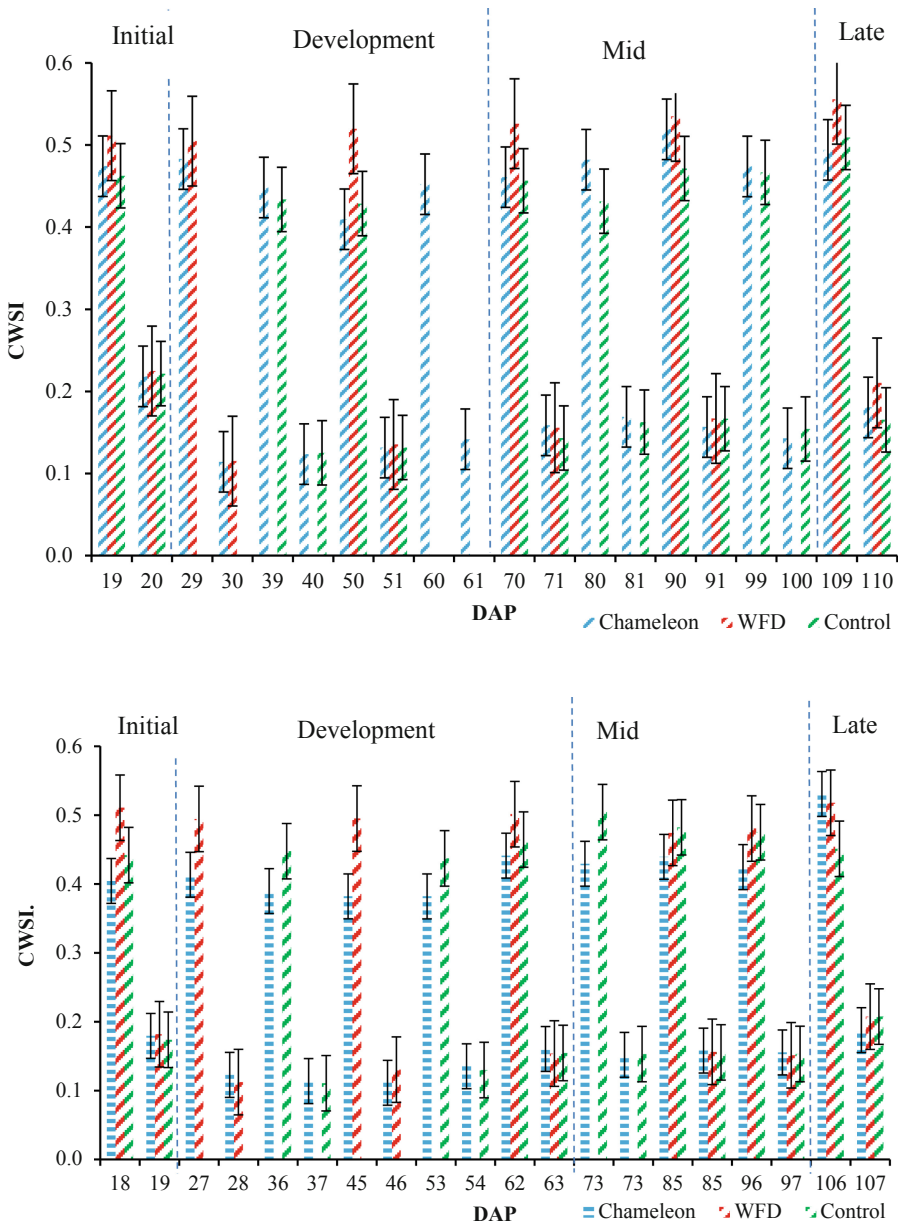 Initial Development Mid Late
0.6
0.5
0.4
0.3
0.2
0.1
0.0
CWSI
19 20 29 30 39 40 50 51 60 61 70 71 80 81 90 91 99 100 109 110
DAP
Chameleon WFD Control
Initial Development Mid Late
0.6
0.5
0.4
0.3
0.2
0.1
0.0
CWSI.
18 19 27 28 36 37 45 46 53 54 62 63 73 73 85 85 96 97 106 107
DAP
Chameleon WFD Control